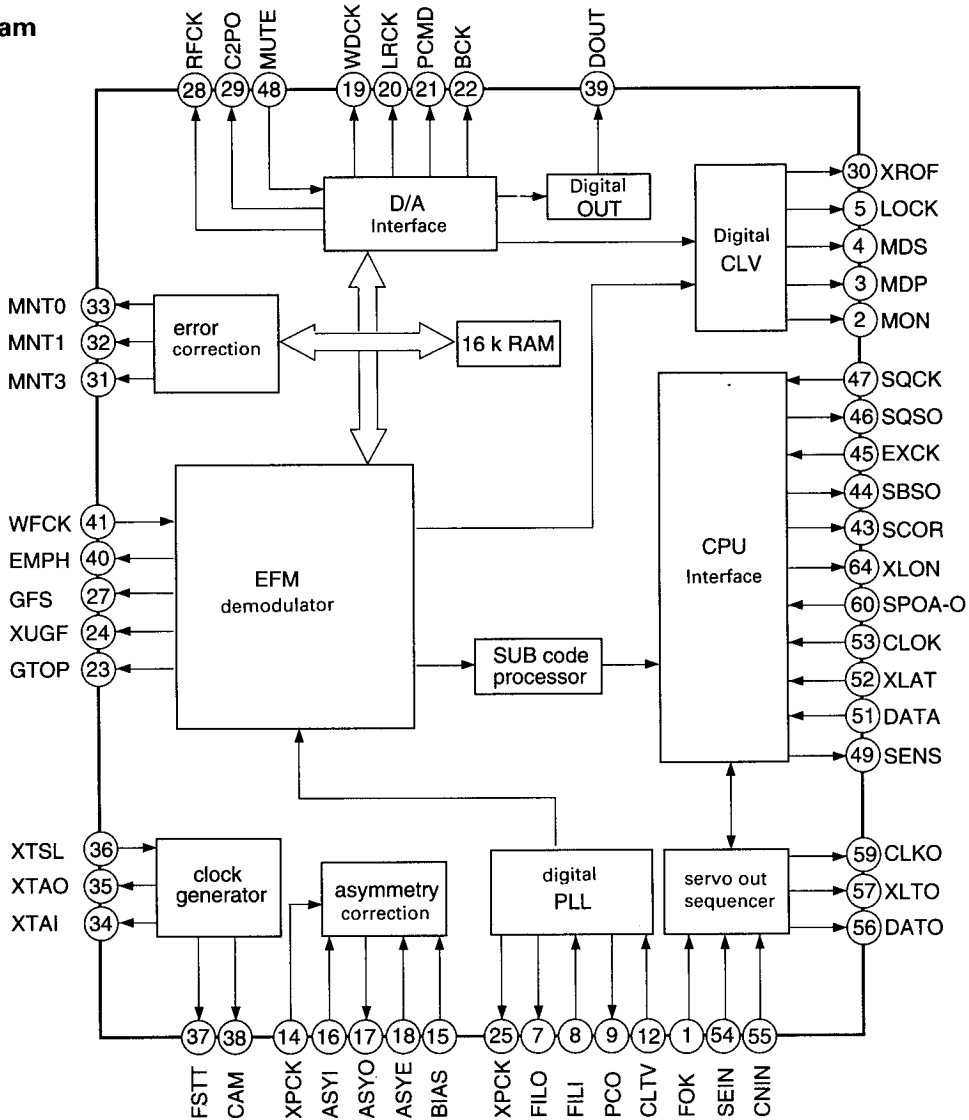 am
RFCK
C2PO
MUTE
WDCK
LRCK
PCMD
BCK
DOUT
28
29
48
19
20
21
22
39
D/A
Interface
Digital
OUT
Digital
CLV
30 XROF
5 LOCK
4 MDS
3 MDP
2 MON
MNT0 33
MNT1 32
MNT3 31
error
correction
16 k RAM
47 SQCK
46 SQSO
45 EXCK
44 SBSO
43 SCOR
64 XLON
60 SPOA-O
53 CLOK
52 XLAT
51 DATA
49 SENS
CPU
Interface
WFCK 41
EMPH 40
GFS 27
XUGF 24
GTOP 23
EFM
demodulator
SUB code
processor
XTSL 36
XTAO 35
XTAI 34
clock
generator
asymmetry
correction
digital
PLL
servo out
sequencer
59 CLKO
57 XLTO
56 DATO
37
38
14
16
17
18
15
25
7
8
9
12
1
54
55
FSTT
CAM
XPCK
ASYI
ASYO
ASYE
BIAS
XPCK
FILO
FILI
PCO
CLTV
FOK
SEIN
CNIN